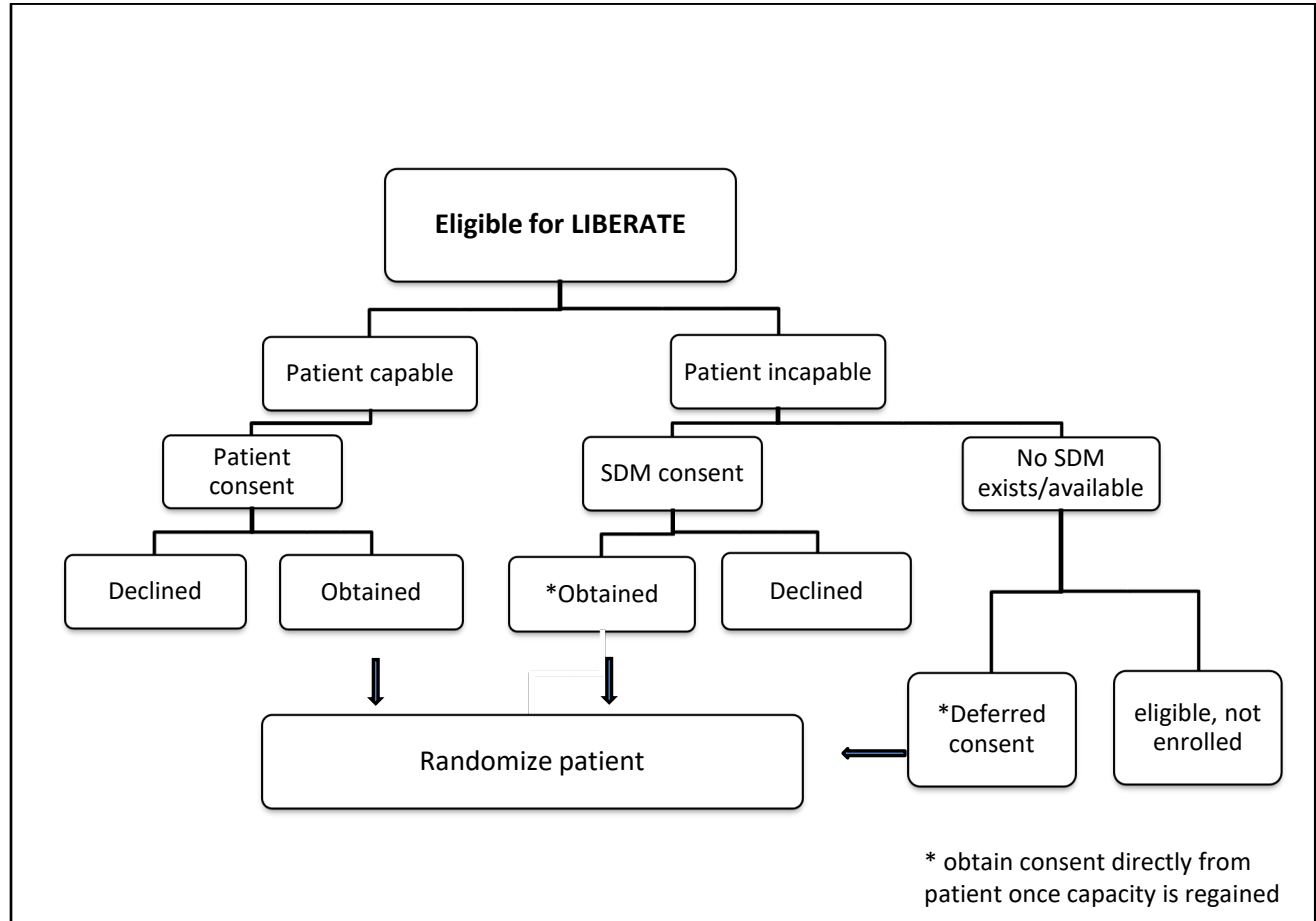 Eligible for LIBERATE
Patient capable
Patient incapable
Patient
consent
SDM consent
No SDM
exists/available
Declined
Obtained
*Obtained
Declined
*Deferred
consent
eligible, not
enrolled
Randomize patient
* obtain consent directly from
patient once capacity is regained